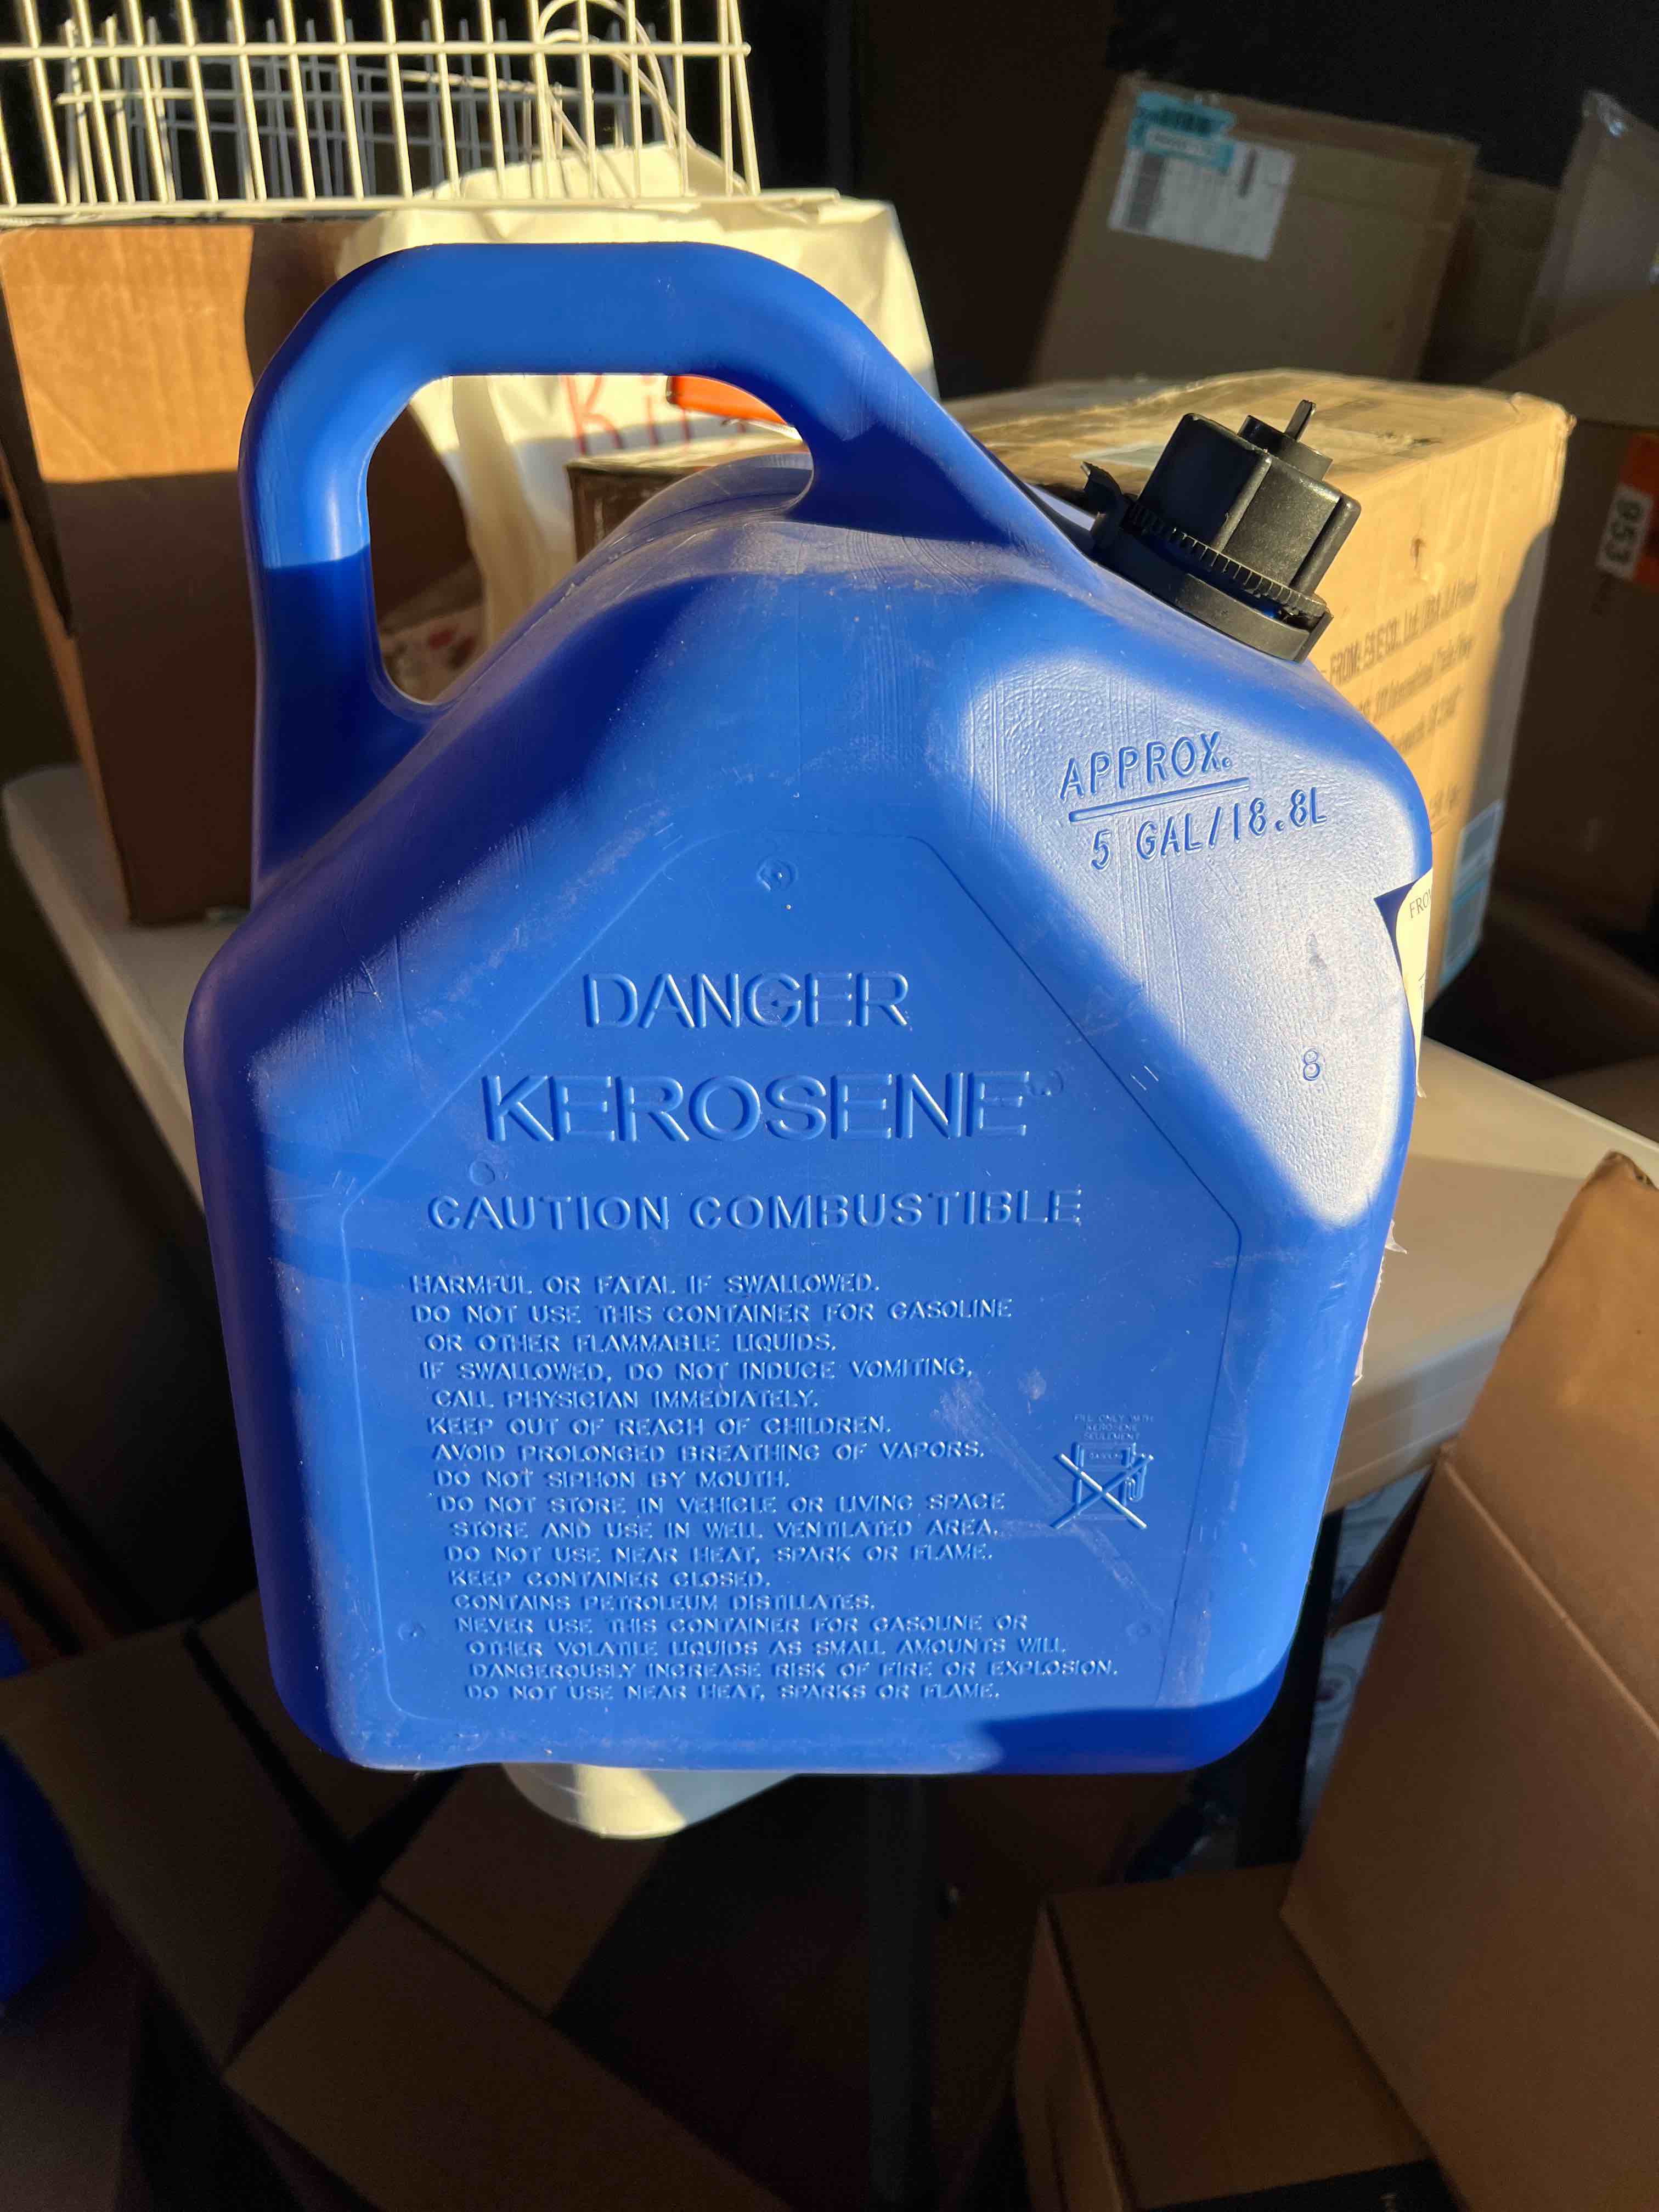 953
APPROX.
5 GAL/18.8L
8
DANGER
KEROSENE
CAUTION COMBUSTIBLE
HARMFUL OR FATAL IF SWALLOWED.
DO NOT USE THIS CONTAINER FOR GASOLINE
OR OTHER FLAMMABLE LIQUIDS.
IF SWALLOWED, DO NOT INDUCE VOMITING,
CALL PHYSICIAN IMMEDIATELY.
KEEP OUT OF REACH OF CHILDREN.
AVOID PROLONGED BREATHING OF VAPORS.
DO NOT SIPHON BY MOUTH.
DO NOT STORE IN VEHICLE OR LIVING SPACE
STORE AND USE IN WELL VENTILATED AREA.
DO NOT USE NEAR HEAT, SPARK OR FLAME.
KEEP CONTAINER CLOSED.
CONTAINS PETROLEUM DISTILLATES.
NEVER USE THIS CONTAINER FOR GASOLINE OR
OTHER VOLATILE LIQUIDS AS SMALL AMOUNTS WILL
DANGEROUSLY INCREASE RISK OF FIRE OR EXPLOSION.
DO NOT USE NEAR HEAT, SPARKS OR FLAME.
FILL ONLY WITH
KEROSENE
SEULEMENT